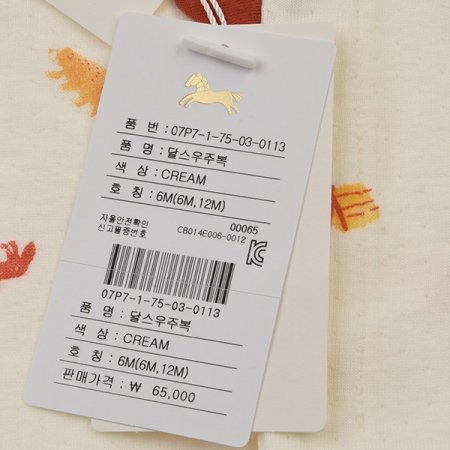 품 번 : 07P7-1-75-03-0113
품 명 : 달스우주복
색 상 : CREAM
호 칭 : 6M(6M,12M)
00065
자율안전확인
신고필증번호 CB014E006-0012
07P7-1-75-03-0113
품 명 : 달스우주복
색 상 : CREAM
호 칭 : 6M(6M,12M)
판매가격 : ₩ 65,000